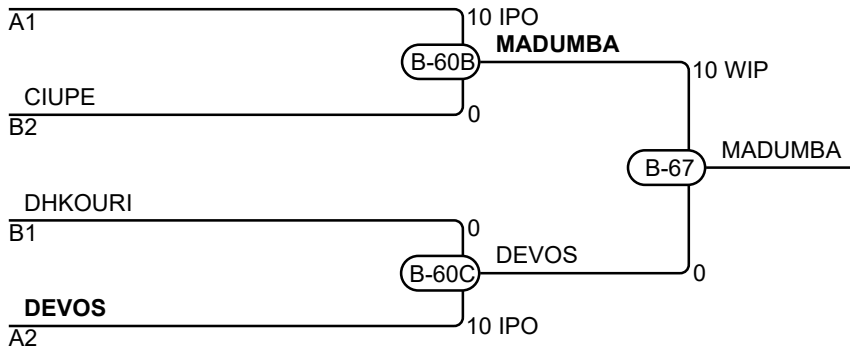 A1
10 IPO
MADUMBA
B-60B
10 WIP
CIUPE
B2
0
MADUMBA
B-67
DHKOURI
B1
0
DEVOS
B-60C
0
DEVOS
A2
10 IPO